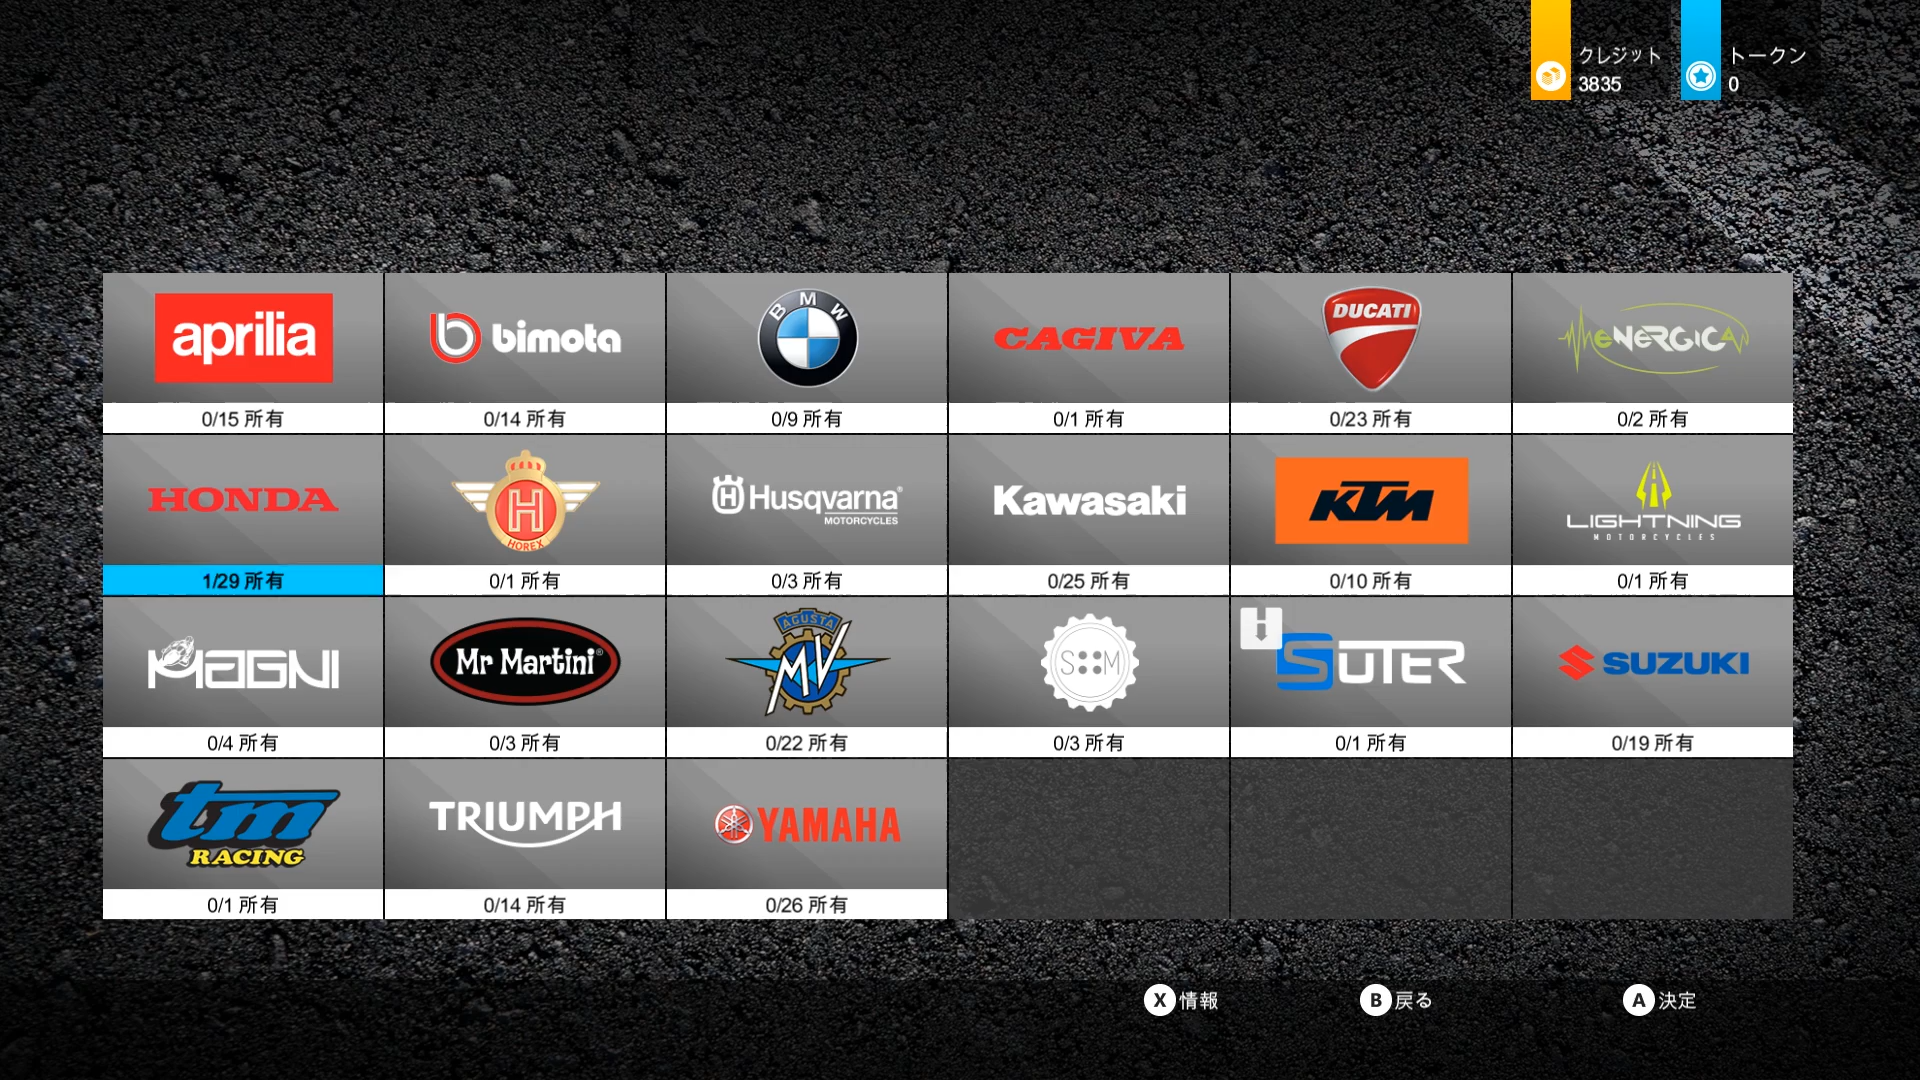 クレジット
3835
トークン
0
aprilia
bimota
BMW
CAGIVA
DUCATI
eNeRGiCA
0/15 所有
0/14 所有
0/9 所有
0/1 所有
0/23 所有
0/2 所有
HONDA
H
HOREX
Husqvarna®
MOTORCYCLES
Kawasaki
KTM
LIGHTNING
MOTORCYCLES
1/29 所有
0/1 所有
0/3 所有
0/25 所有
0/10 所有
0/1 所有
MAGNI
Mr Martini®
AGUSTA
MV
S M
SUTER
SUZUKI
0/4 所有
0/3 所有
0/22 所有
0/3 所有
0/1 所有
0/19 所有
tm
RACING
TRIUMPH
YAMAHA
0/1 所有
0/14 所有
0/26 所有
X 情報
B 戻る
A 決定